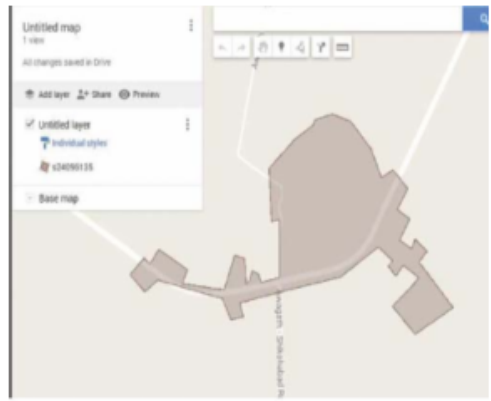 Untitled map
1 view
All changes saved in Drive
Add layer Share Preview
Untitled layer
Individual styles
s24090135
Base map
Shikohabad